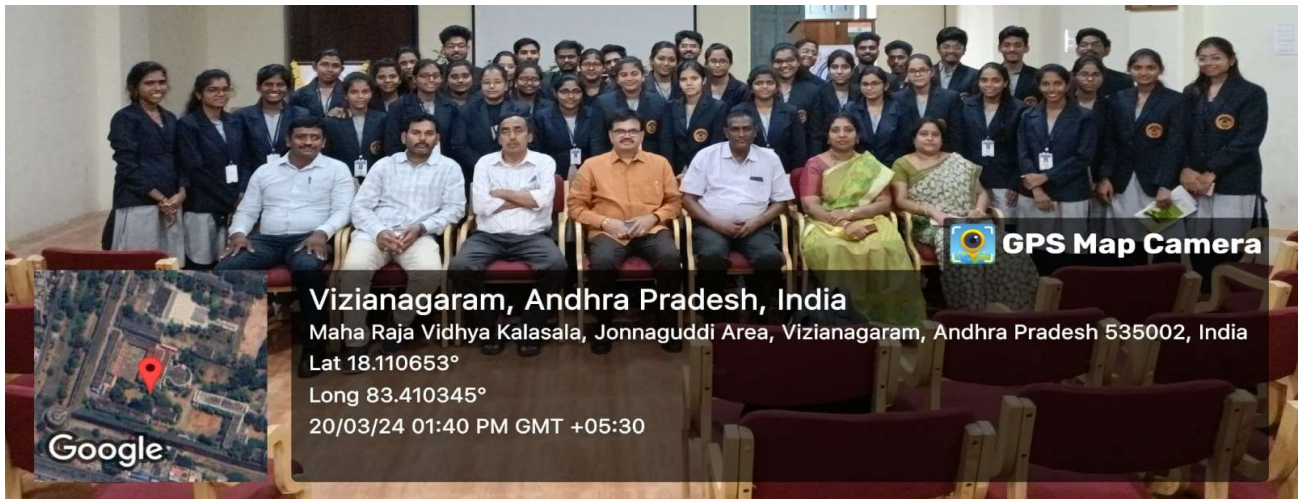 GPS Map Camera
Vizianagaram, Andhra Pradesh, India
Maha Raja Vidhya Kalasala, Jonnaguddi Area, Vizianagaram, Andhra Pradesh 535002, India
Lat 18.110653°
Long 83.410345°
20/03/24 01:40 PM GMT +05:30
Google